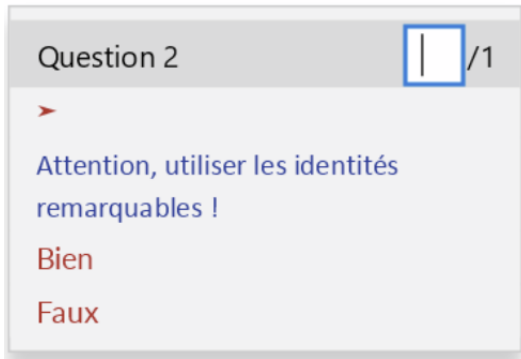 Question 2 /1
➤
Attention, utiliser les identités
remarquables !
Bien
Faux